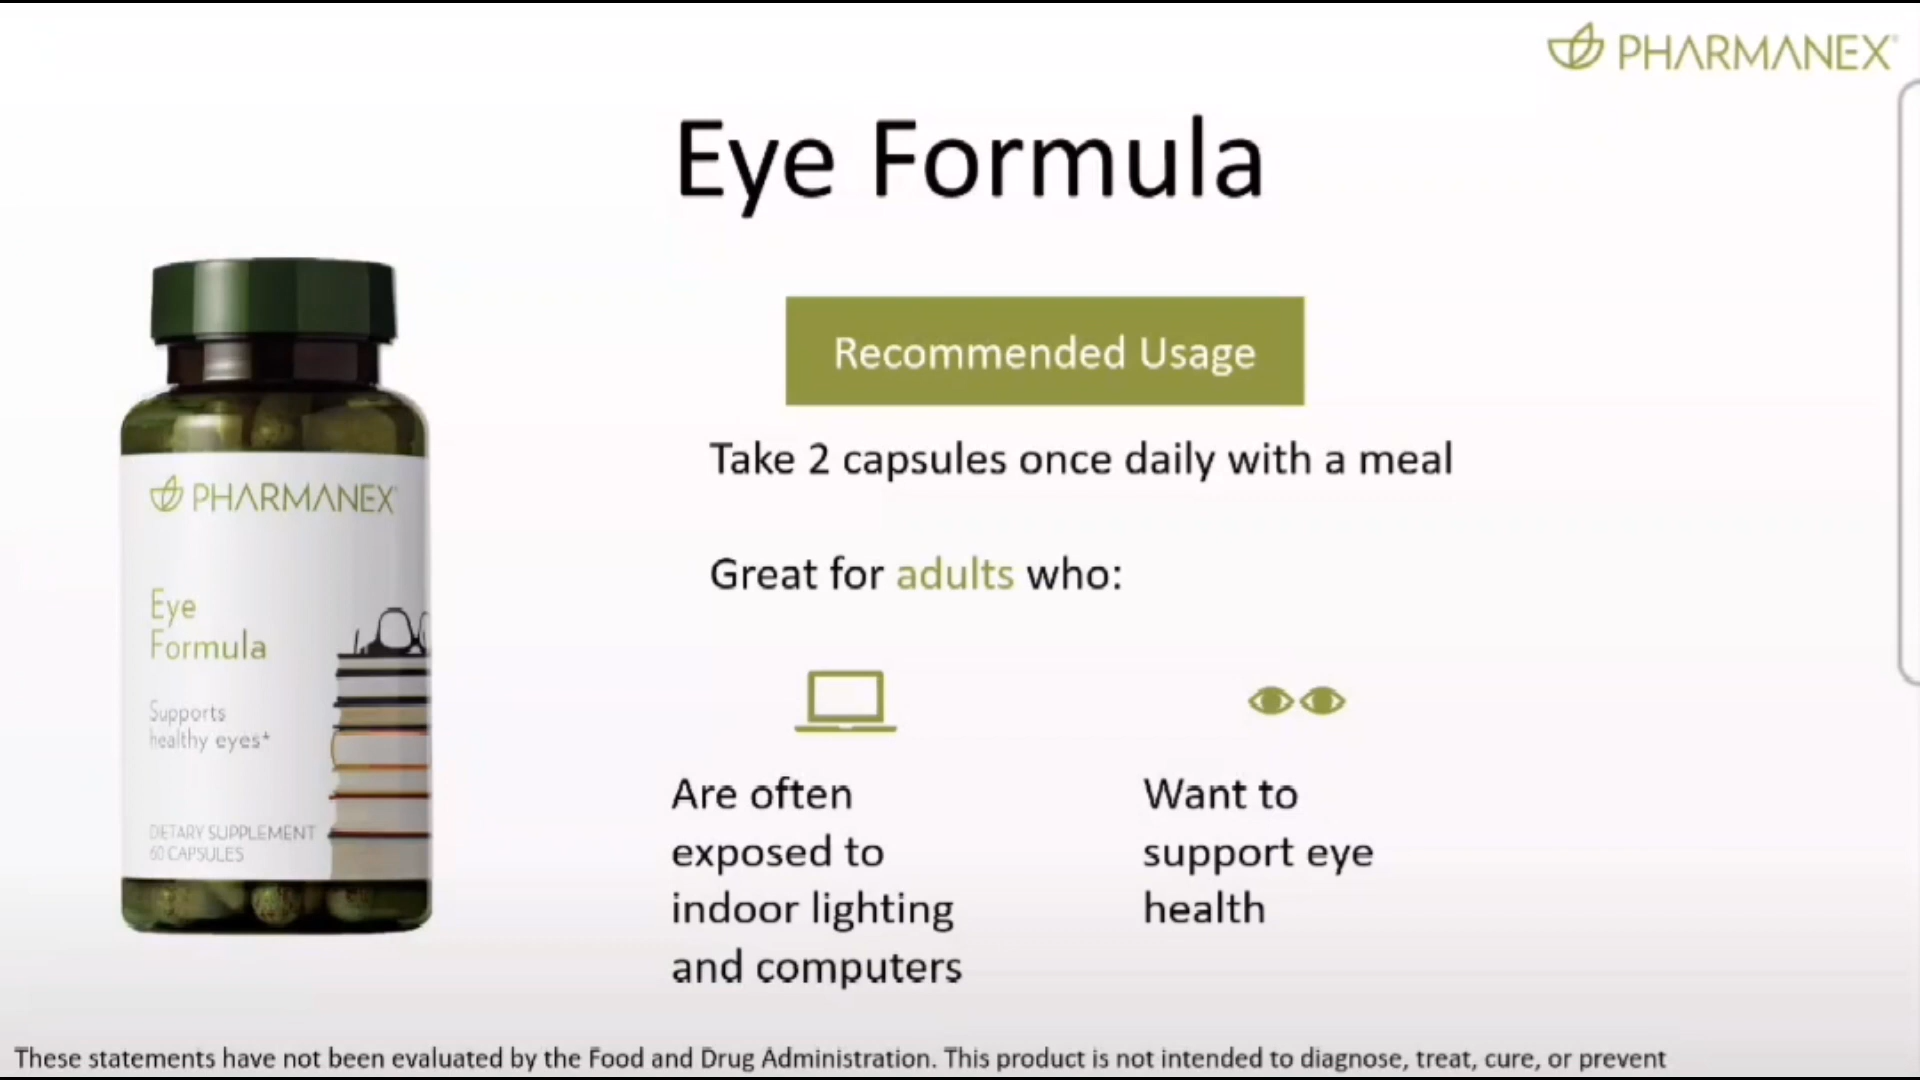 PHARMANEX®
Eye Formula
Recommended Usage
Take 2 capsules once daily with a meal
Great for adults who:
Are often
exposed to
indoor lighting
and computers
Want to
support eye
health
PHARMANEX®
Eye
Formula
Supports
healthy eyes*
DIETARY SUPPLEMENT
60 CAPSULES
These statements have not been evaluated by the Food and Drug Administration. This product is not intended to diagnose, treat, cure, or prevent